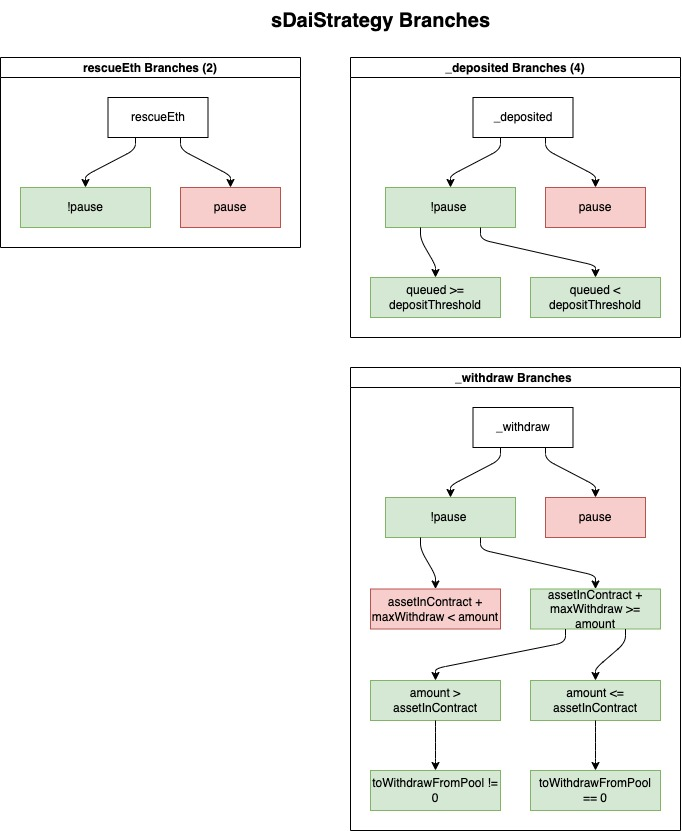 sDaiStrategy Branches
rescueEth Branches (2)
rescueEth
!pause
pause
_deposited Branches (4)
_deposited
!pause
pause
queued >=
depositThreshold
queued <
depositThreshold
_withdraw Branches
_withdraw
!pause
pause
assetInContract +
maxWithdraw < amount
assetInContract +
maxWithdraw >=
amount
amount >
assetInContract
amount <=
assetInContract
toWithdrawFromPool !=
0
toWithdrawFromPool
== 0